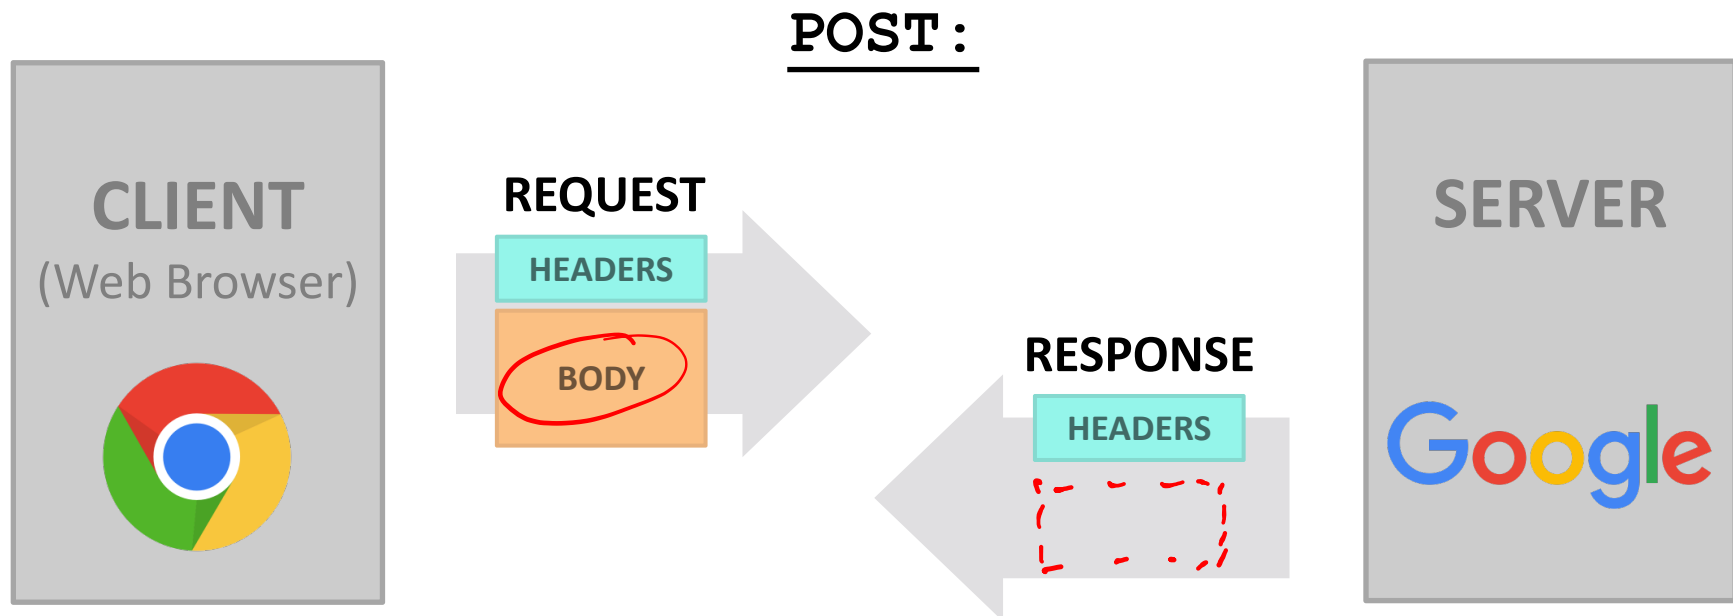 POST:
CLIENT
(Web Browser)
REQUEST
HEADERS
BODY
RESPONSE
HEADERS
SERVER
Google